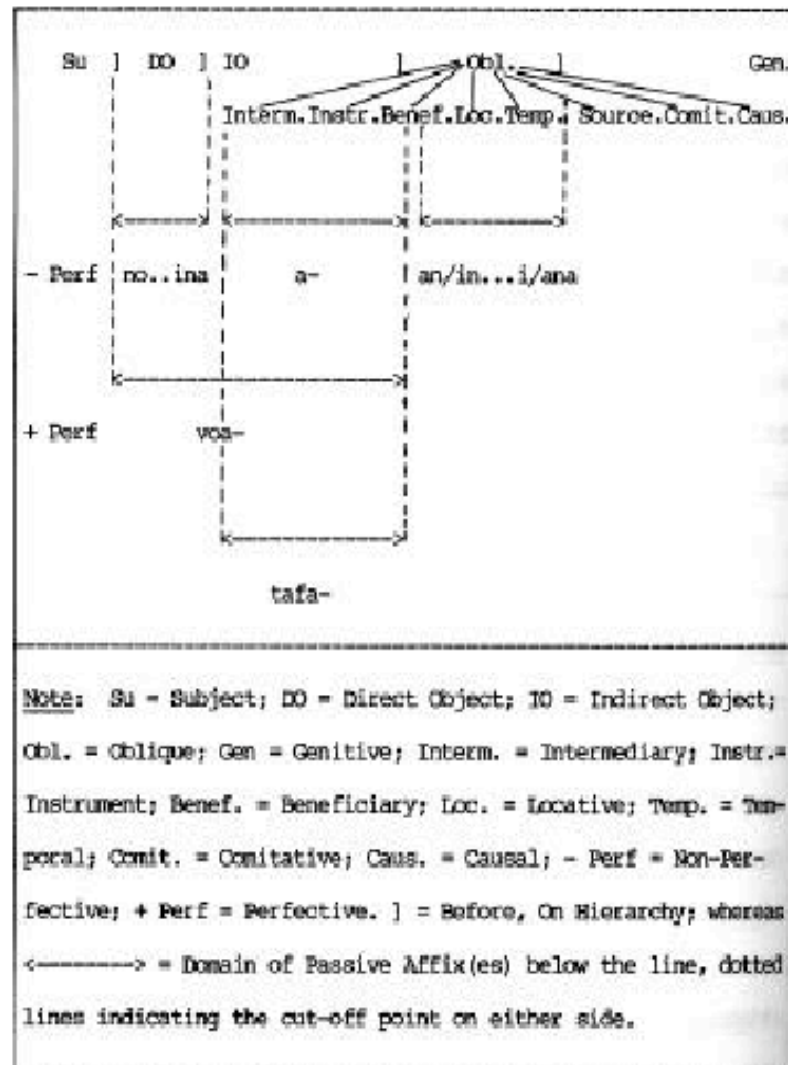 Su ] DO ] IO ] Obl. ] Gen.
Interm.Instr.Benef.Loc.Temp. Source.Comit.Caus.
- Perf no..ina a- an/in...i/ana
+ Perf voa-
tafa-
Note: Su - Subject; DO = Direct Object; IO = Indirect Object;
Obl. = Oblique; Gen = Genitive; Interm. = Intermediary; Instr.=
Instrument; Benef. = Beneficiary; Loc. = Locative; Temp. = Tem-
poral; Comit. = Comitative; Caus. = Causal; - Perf = Non-Per-
fective; + Perf = Perfective. ] = Before, On Hierarchy; whereas
<--------> = Domain of Passive Affix(es) below the line, dotted
lines indicating the cut-off point on either side.